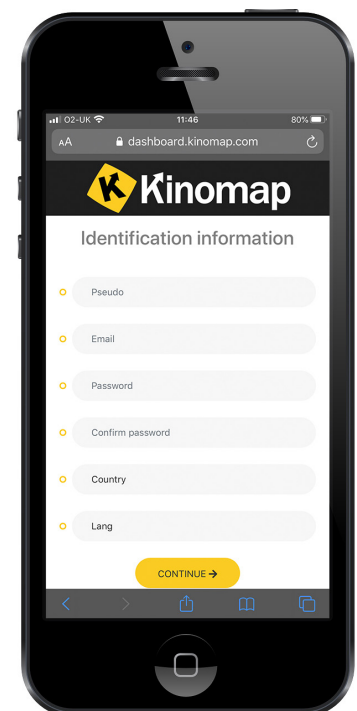 O2-UK 11:46 80%
AA dashboard.kinomap.com
K Kinomap
Identification information
Pseudo
Email
Password
Confirm password
Country
Lang
CONTINUE →